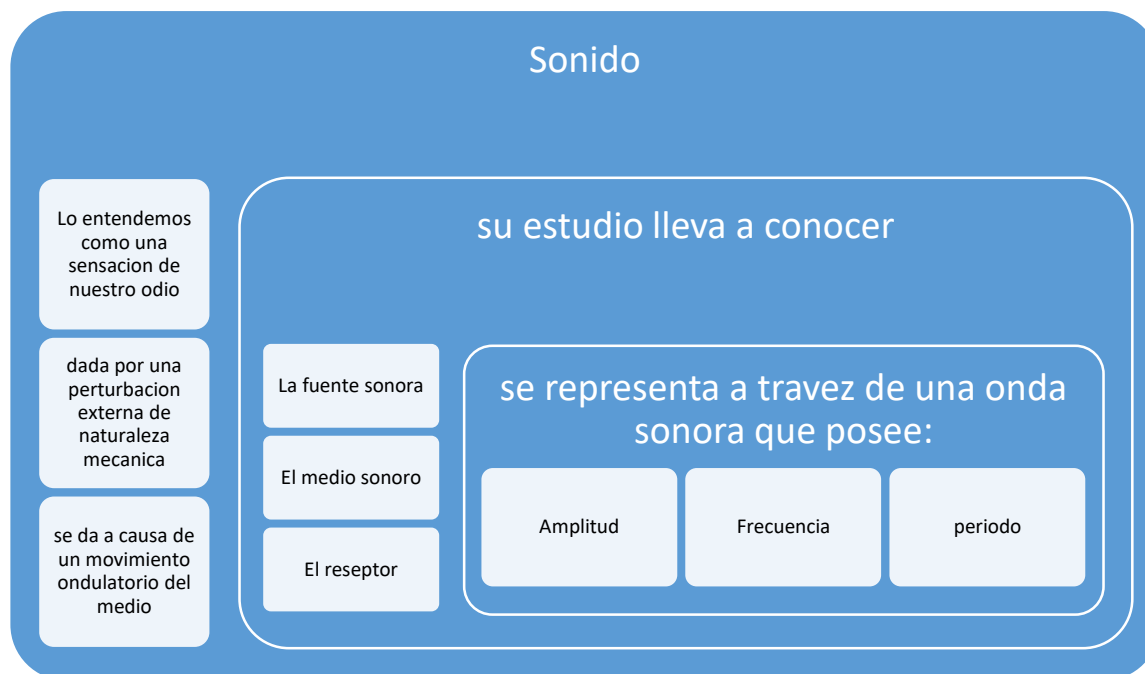 Sonido
Lo entendemos
como una
sensacion de
nuestro odio
dada por una
perturbacion
externa de
naturaleza
mecanica
se da a causa de
un movimiento
ondulatorio del
medio
su estudio lleva a conocer
La fuente sonora
El medio sonoro
El reseptor
se representa a travez de una onda
sonora que posee:
Amplitud
Frecuencia
periodo